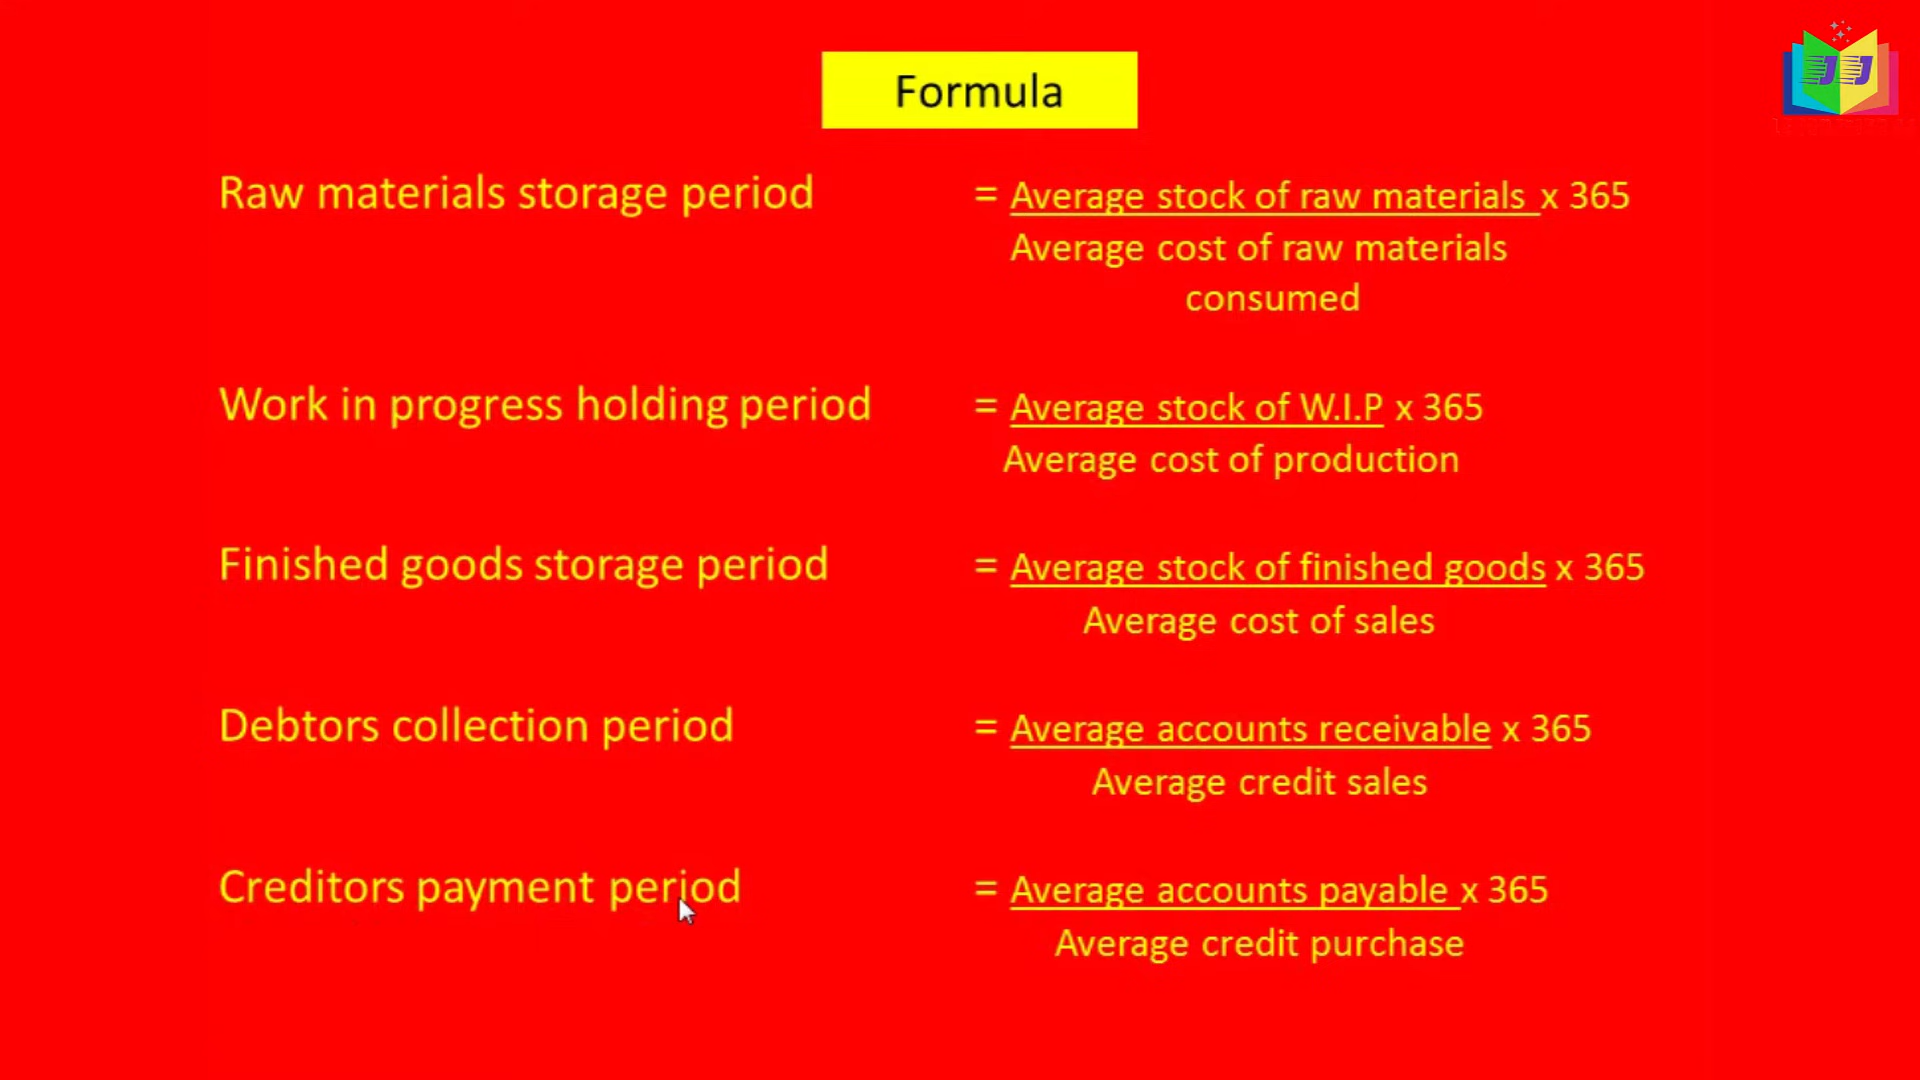 Formula
Raw materials storage period = Average stock of raw materials x 365
Average cost of raw materials
consumed
Work in progress holding period = Average stock of W.I.P x 365
Average cost of production
Finished goods storage period = Average stock of finished goods x 365
Average cost of sales
Debtors collection period = Average accounts receivable x 365
Average credit sales
Creditors payment period = Average accounts payable x 365
Average credit purchase